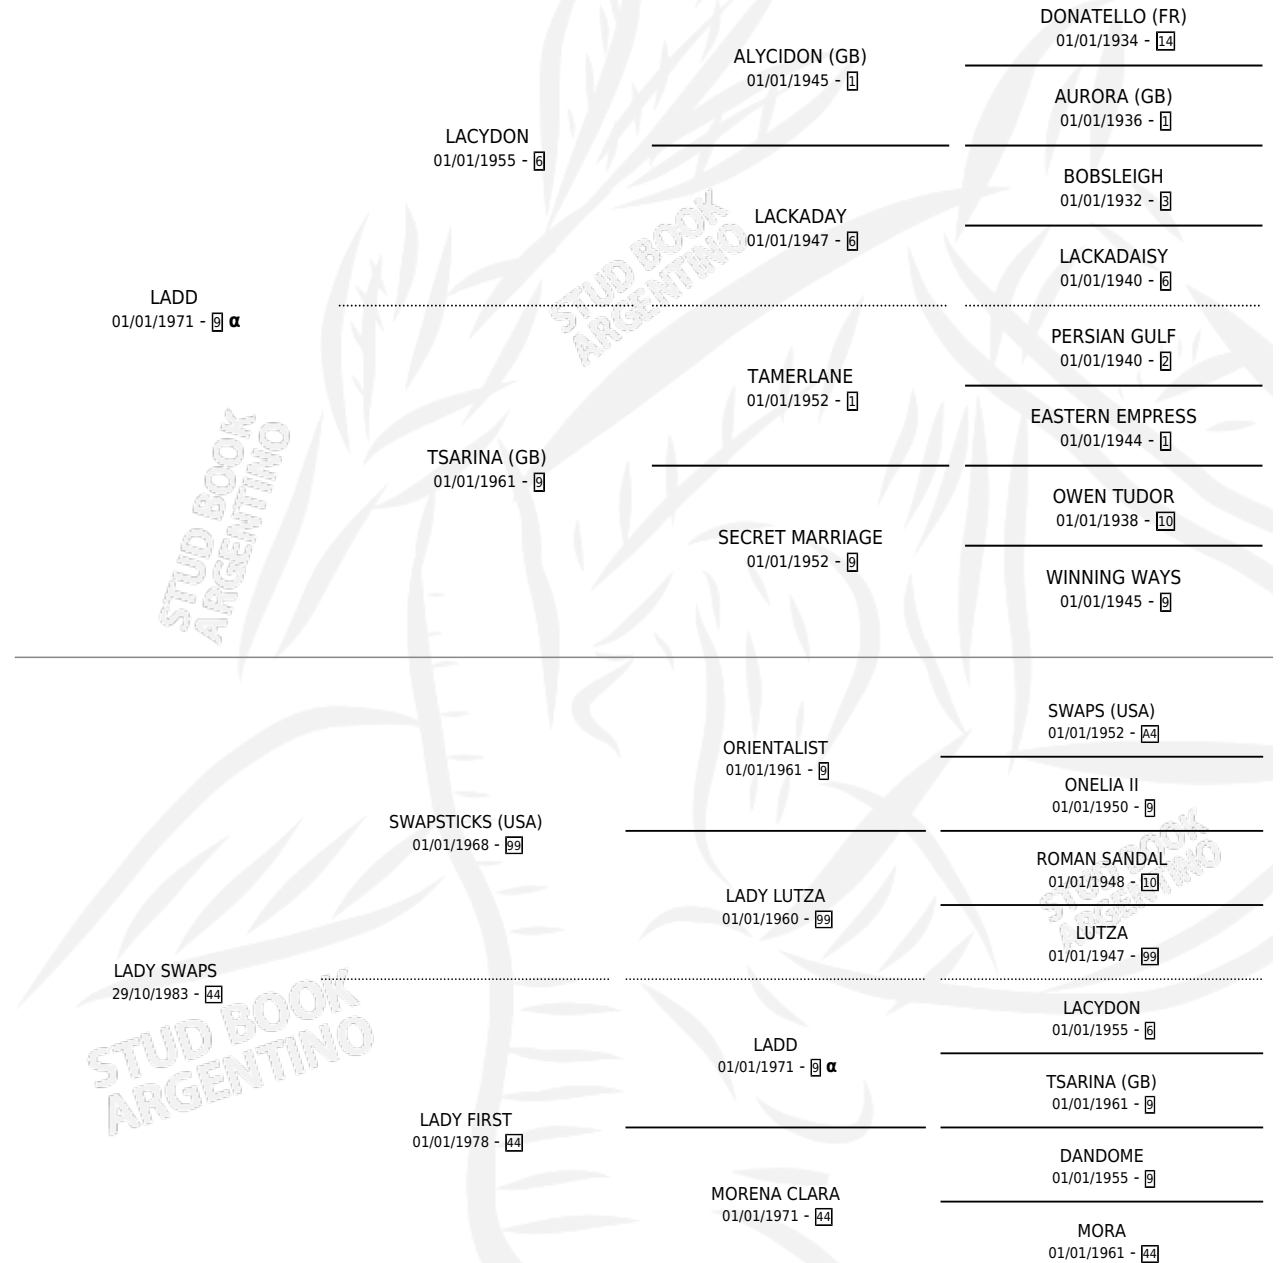 DONATELLO (FR)
01/01/1934 - 14
ALYCIDON (GB)
01/01/1945 - 1
AURORA (GB)
01/01/1936 - 1
LACYDON
01/01/1955 - 6
BOBSLEIGH
01/01/1932 - 3
LACKADAY
01/01/1947 - 6
LACKADAISY
01/01/1940 - 6
LADD
01/01/1971 - 9 α
PERSIAN GULF
01/01/1940 - 2
TAMERLANE
01/01/1952 - 1
EASTERN EMPRESS
01/01/1944 - 1
TSARINA (GB)
01/01/1961 - 9
OWEN TUDOR
01/01/1938 - 10
SECRET MARRIAGE
01/01/1952 - 9
WINNING WAYS
01/01/1945 - 9
SWAPS (USA)
01/01/1952 - A4
ORIENTALIST
01/01/1961 - 9
ONELIA II
01/01/1950 - 9
SWAPSTICKS (USA)
01/01/1968 - 99
ROMAN SANDAL
01/01/1948 - 10
LADY LUTZA
01/01/1960 - 99
LUTZA
01/01/1947 - 99
LADY SWAPS
29/10/1983 - 44
LACYDON
01/01/1955 - 6
LADD
01/01/1971 - 9 α
TSARINA (GB)
01/01/1961 - 9
LADY FIRST
01/01/1978 - 44
DANDOME
01/01/1955 - 9
MORENA CLARA
01/01/1971 - 44
MORA
01/01/1961 - 44
STUD BOOK
ARGENTINO
STUD BOOK
ARGENTINO
STUD BOOK
ARGENTINO
STUD BOOK
ARGENTINO